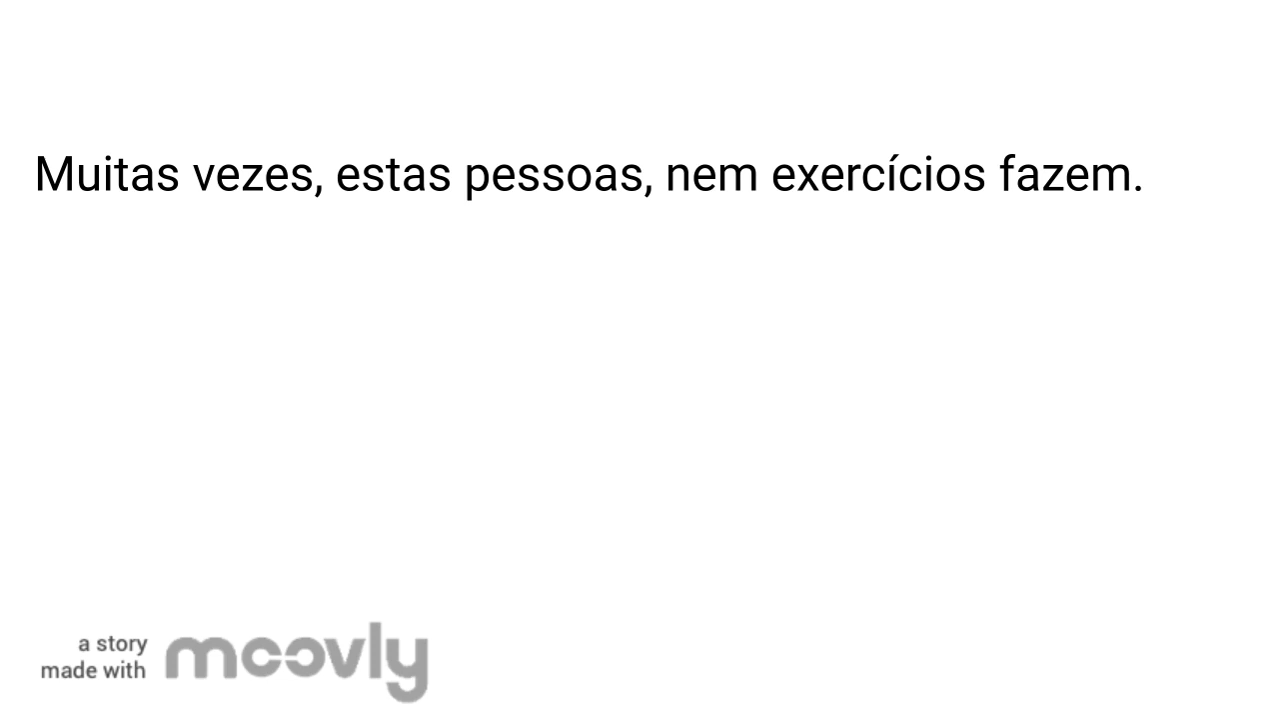 Muitas vezes, estas pessoas, nem exercícios fazem.
a story
made with
moovly